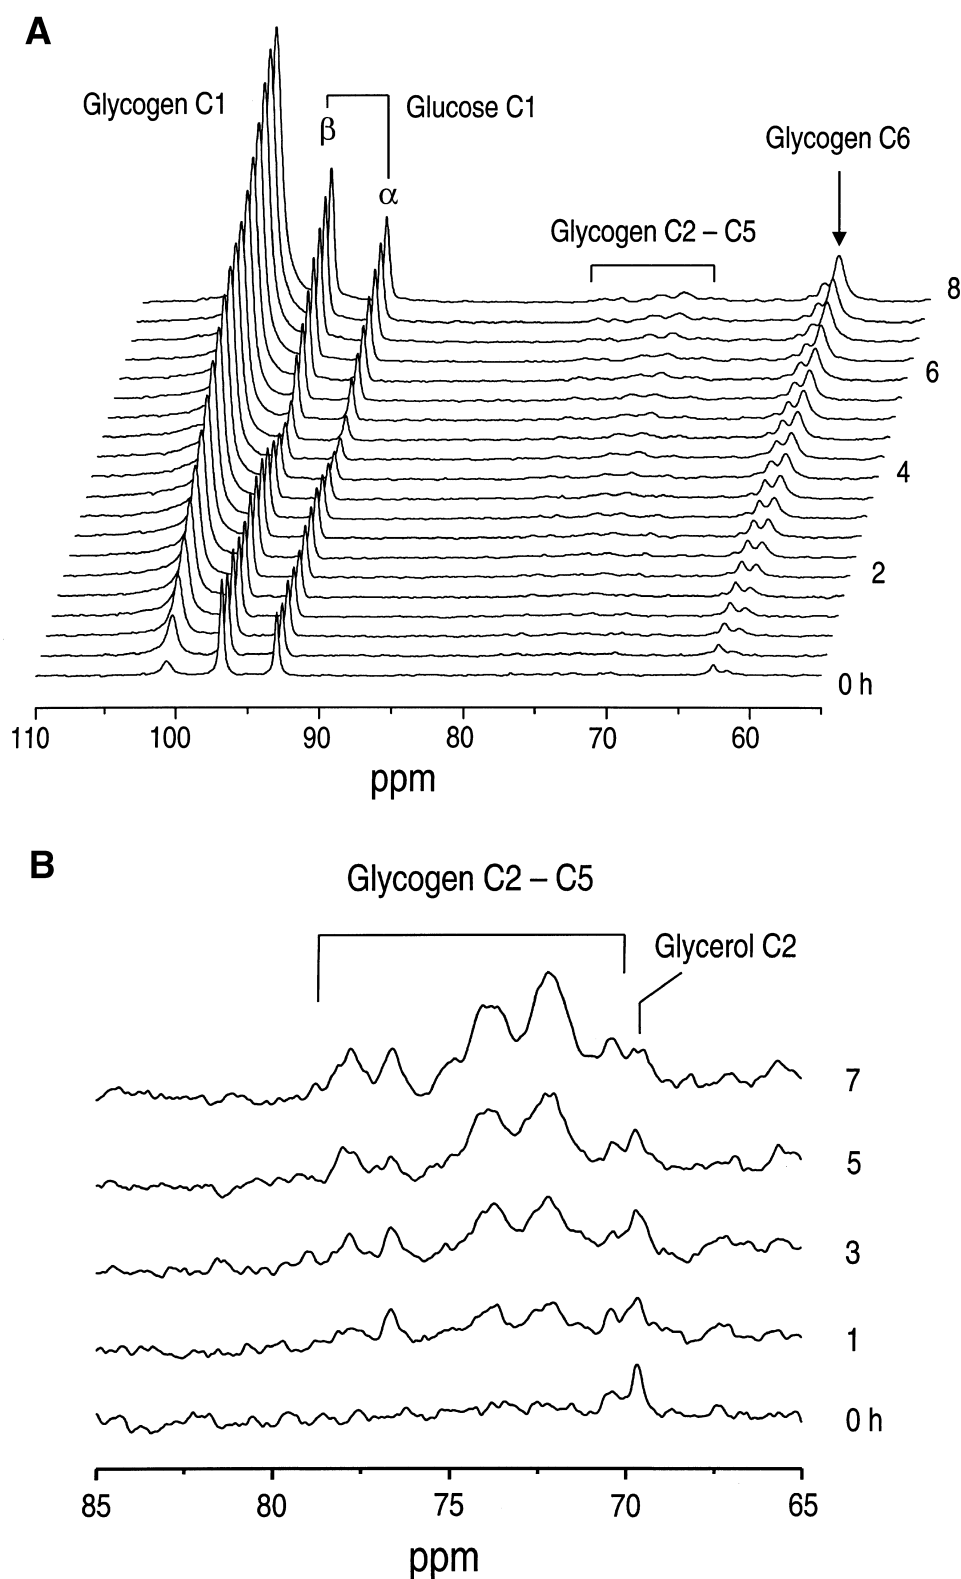 A
Glycogen C1
β
Glucose C1
α
Glycogen C6
Glycogen C2 – C5
8
6
4
2
0 h
110 100 90 80 70 60
ppm
B
Glycogen C2 – C5
Glycerol C2
7
5
3
1
0 h
85 80 75 70 65
ppm